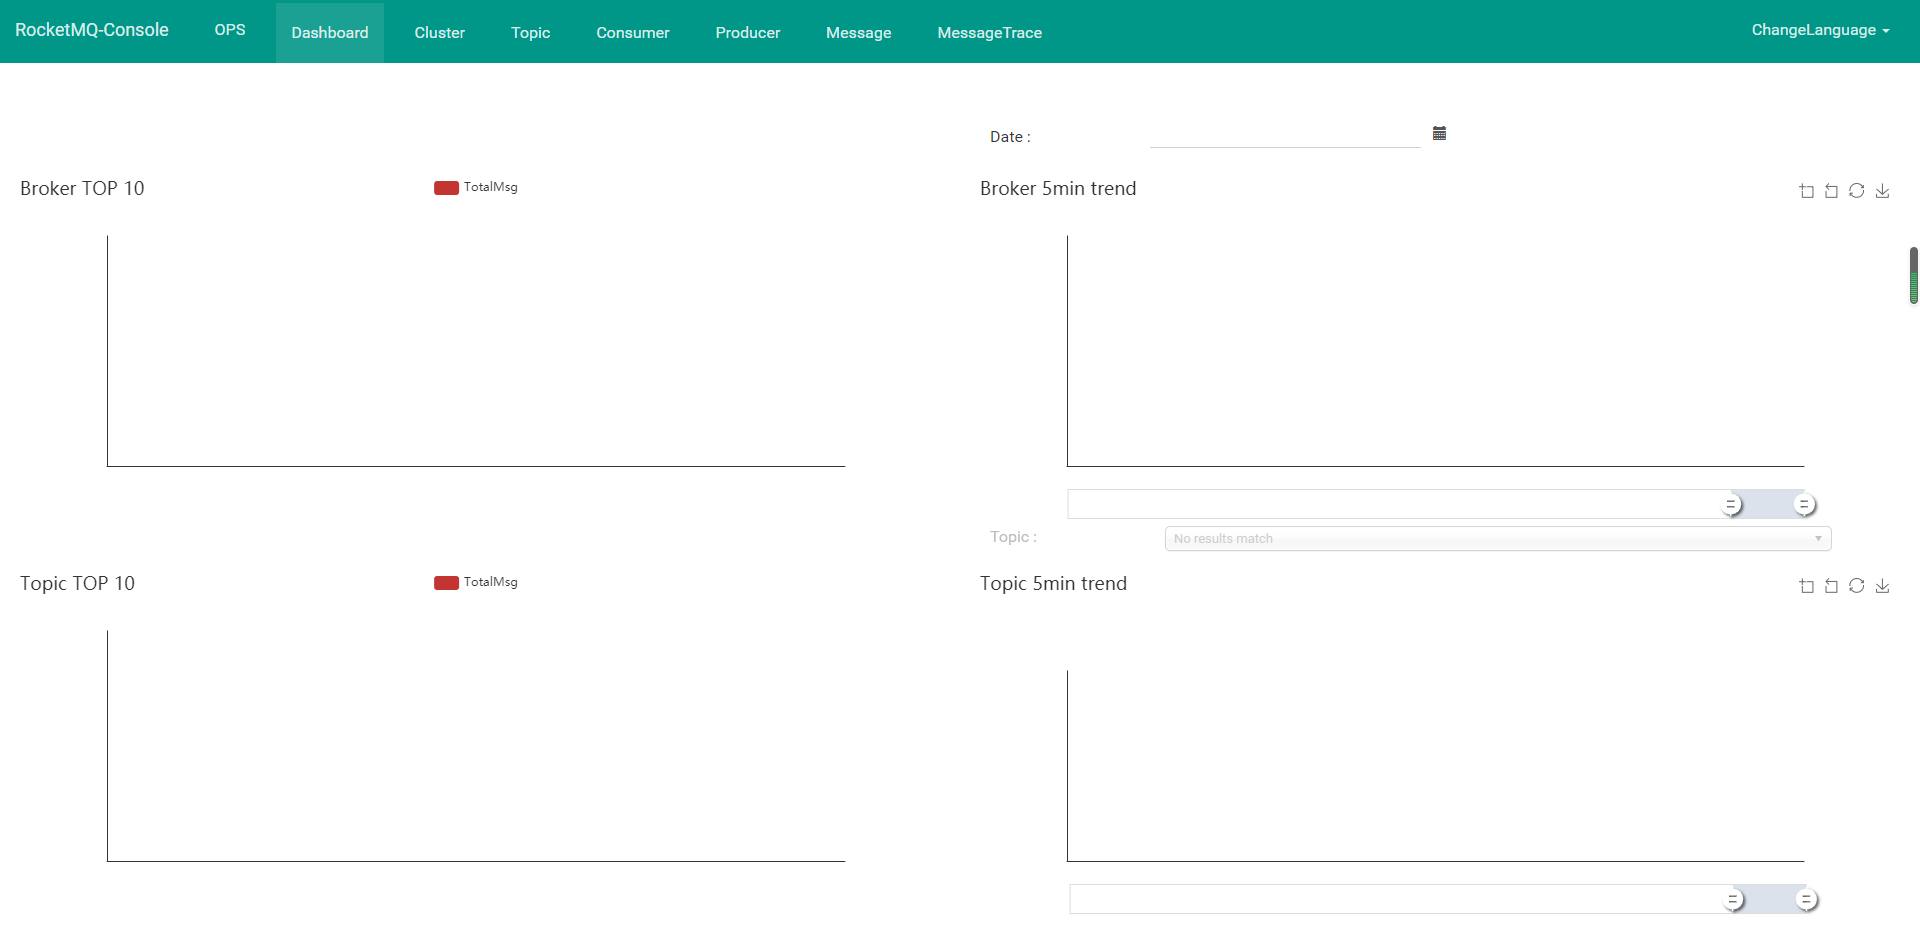 RocketMQ-Console OPS Dashboard Cluster Topic Consumer Producer Message MessageTrace ChangeLanguage
Date :
Broker TOP 10 TotalMsg Broker 5min trend
Topic : No results match
Topic TOP 10 TotalMsg Topic 5min trend